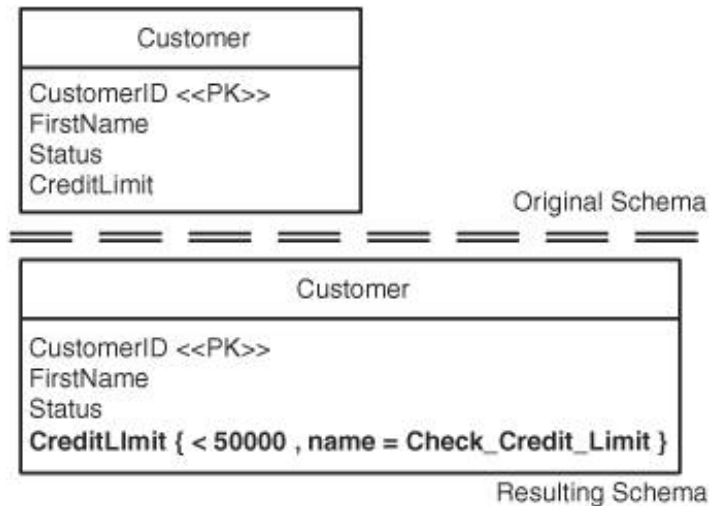 Customer
CustomerID <<PK>>
FirstName
Status
CreditLimit
Original Schema
Customer
CustomerID <<PK>>
FirstName
Status
CreditLImit { < 50000 , name = Check_Credit_Limit }
Resulting Schema